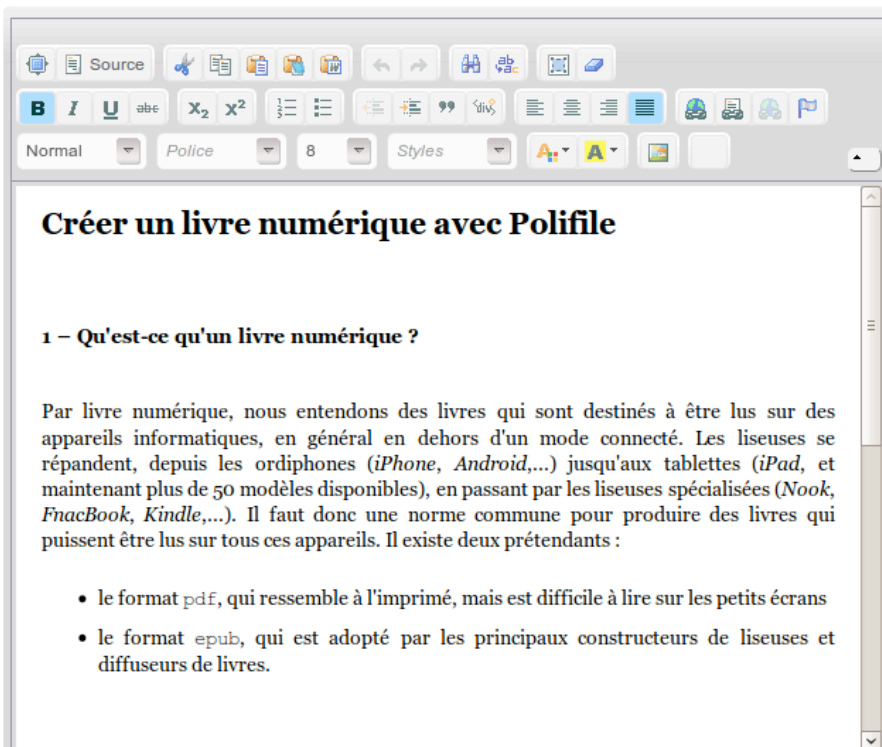 Source
B I U abc X₂ X² div
Normal Police 8 Styles A A
Créer un livre numérique avec Polifile
1 – Qu'est-ce qu'un livre numérique ?
Par livre numérique, nous entendons des livres qui sont destinés à être lus sur des
appareils informatiques, en général en dehors d'un mode connecté. Les liseuses se
répandent, depuis les ordiphones (iPhone, Android,...) jusqu'aux tablettes (iPad, et
maintenant plus de 50 modèles disponibles), en passant par les liseuses spécialisées (Nook,
FnacBook, Kindle,...). Il faut donc une norme commune pour produire des livres qui
puissent être lus sur tous ces appareils. Il existe deux prétendants :
• le format pdf, qui ressemble à l'imprimé, mais est difficile à lire sur les petits écrans
• le format epub, qui est adopté par les principaux constructeurs de liseuses et
diffuseurs de livres.